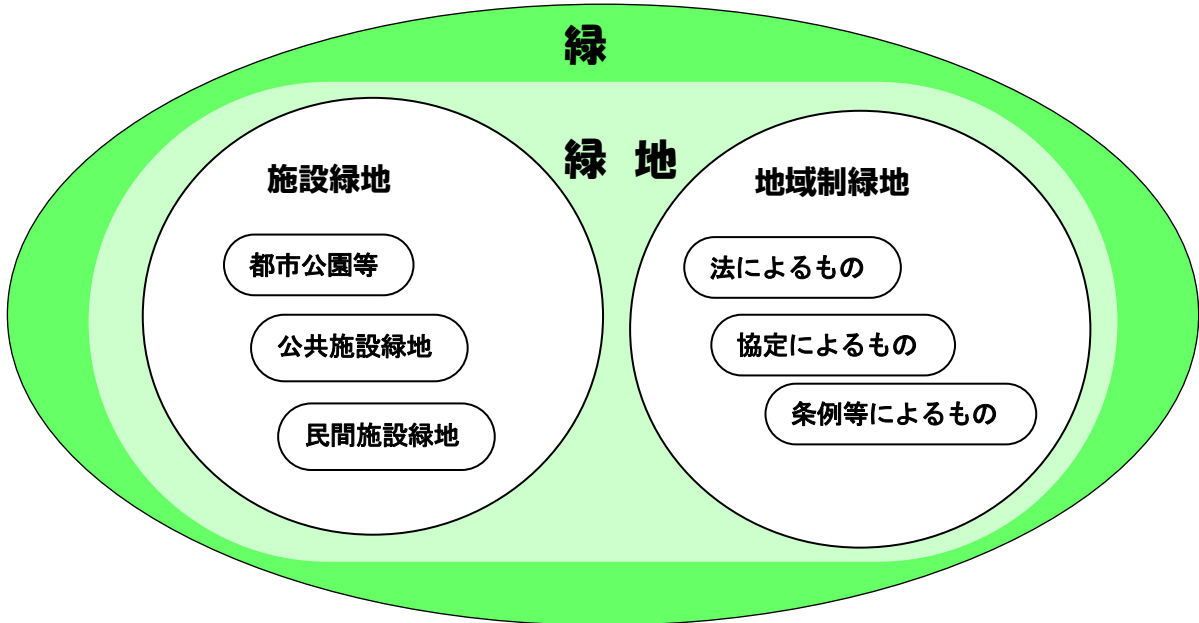 緑
緑 地
施設緑地
都市公園等
公共施設緑地
民間施設緑地
地域制緑地
法によるもの
協定によるもの
条例等によるもの